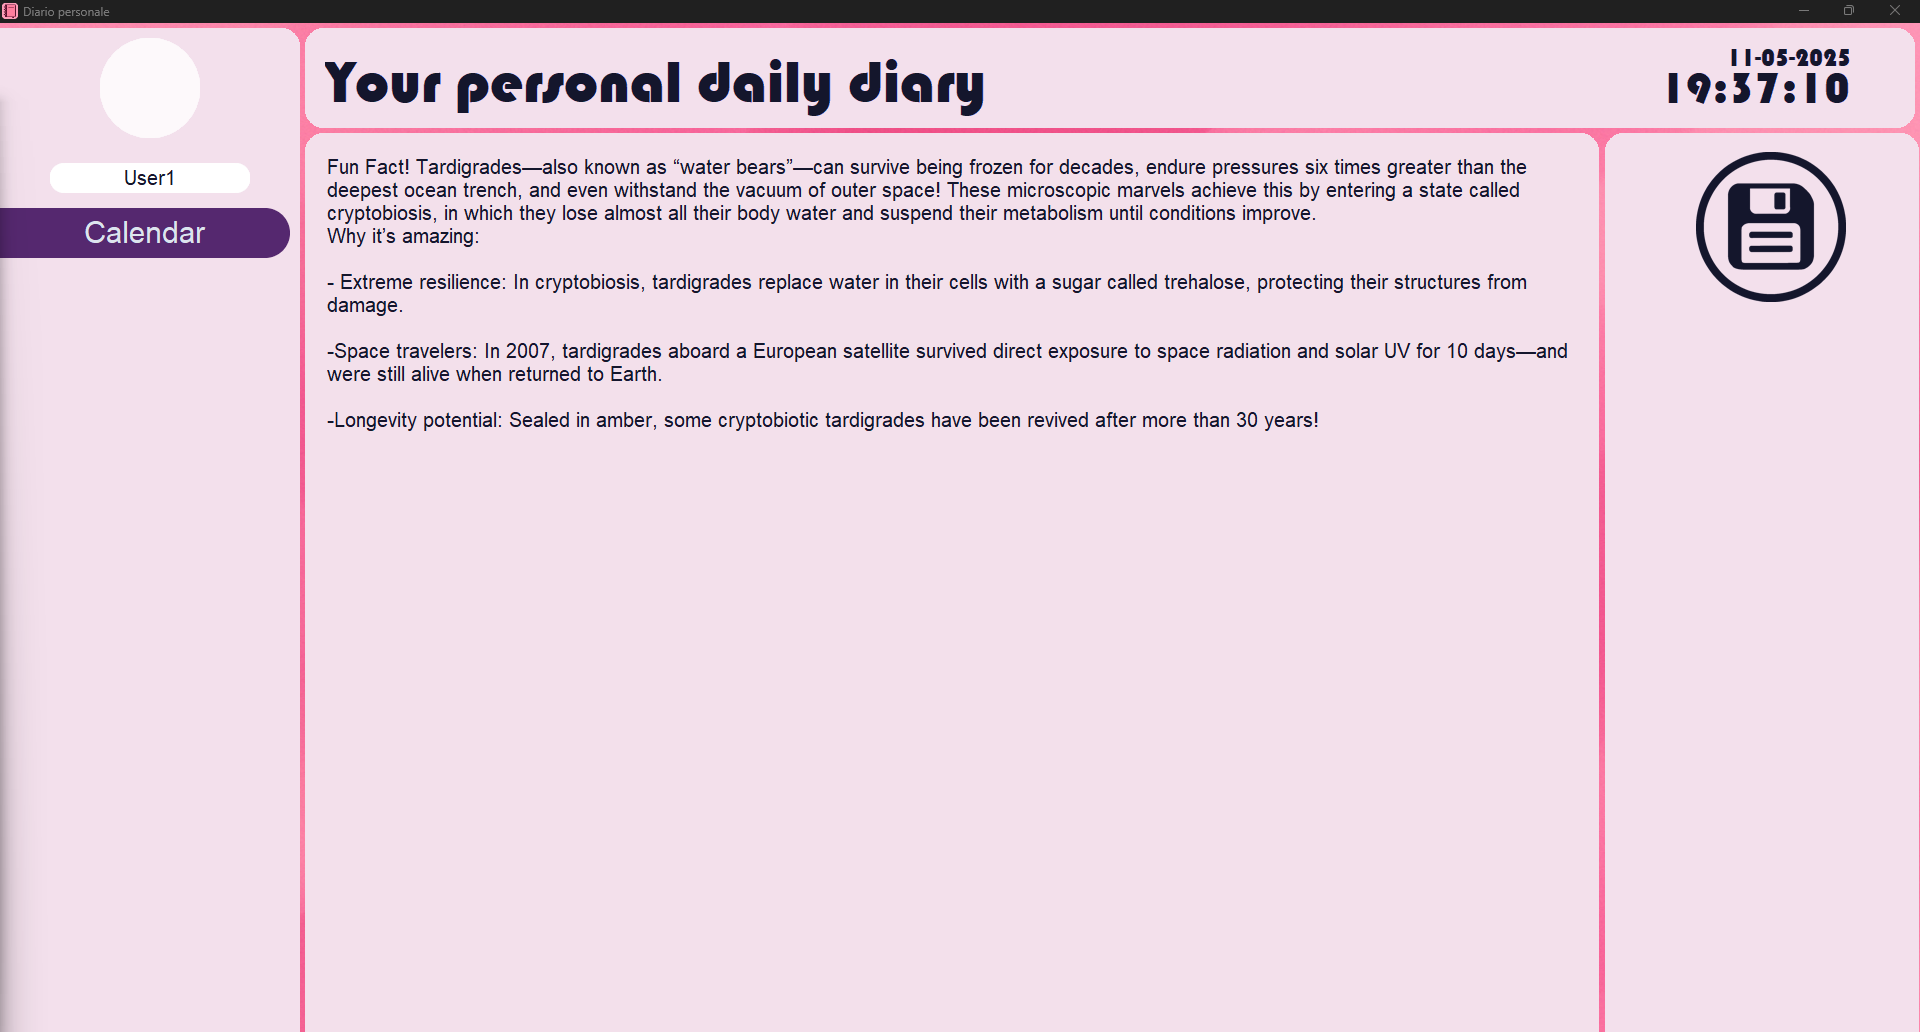 Diario personale
Your personal daily diary
11-05-2025
19:37:10
User1
Calendar
Fun Fact! Tardigrades—also known as “water bears”—can survive being frozen for decades, endure pressures six times greater than the
deepest ocean trench, and even withstand the vacuum of outer space! These microscopic marvels achieve this by entering a state called
cryptobiosis, in which they lose almost all their body water and suspend their metabolism until conditions improve.
Why it’s amazing:
- Extreme resilience: In cryptobiosis, tardigrades replace water in their cells with a sugar called trehalose, protecting their structures from
damage.
-Space travelers: In 2007, tardigrades aboard a European satellite survived direct exposure to space radiation and solar UV for 10 days—and
were still alive when returned to Earth.
-Longevity potential: Sealed in amber, some cryptobiotic tardigrades have been revived after more than 30 years!